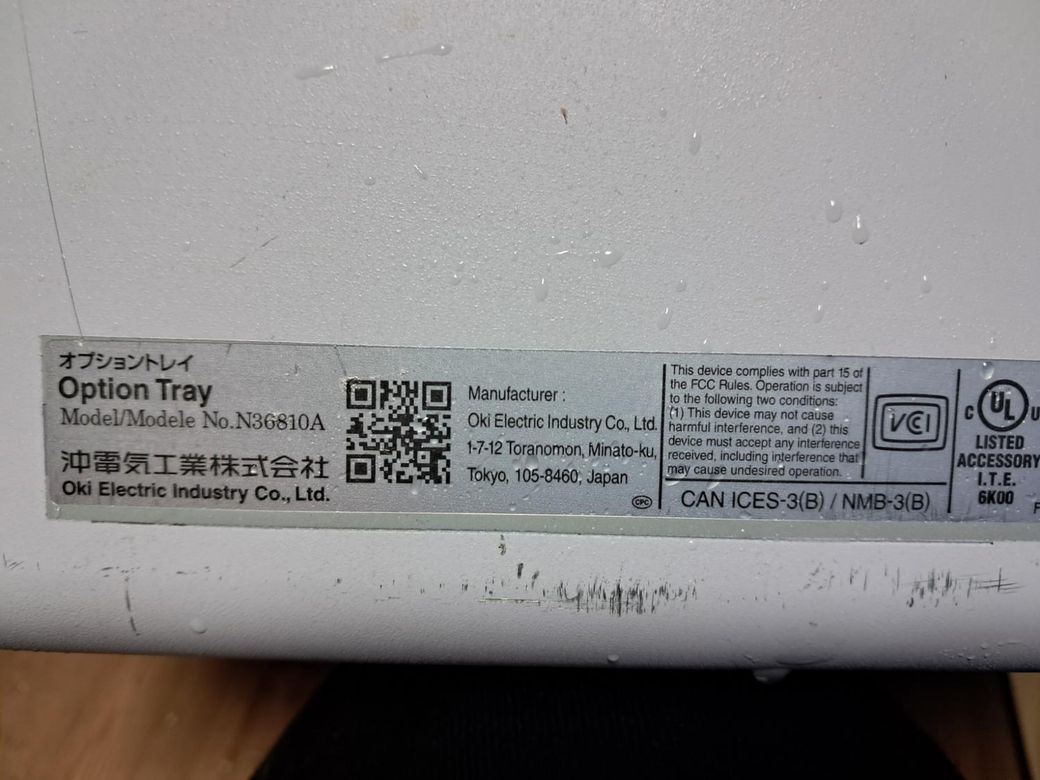 オプショントレイ
Option Tray
Model/Modele No.N36810A
沖電気工業株式会社
Oki Electric Industry Co., Ltd.
Manufacturer :
Oki Electric Industry Co., Ltd.
1-7-12 Toranomon, Minato-ku,
Tokyo, 105-8460, Japan
CPC
This device complies with part 15 of
the FCC Rules. Operation is subject
to the following two conditions:
(1) This device may not cause
harmful interference, and (2) this
device must accept any interference
received, including interference that
may cause undesired operation.
VCI
CAN ICES-3(B) / NMB-3(B)
C UL U
LISTED
ACCESSORY
I.T.E.
6K00
F